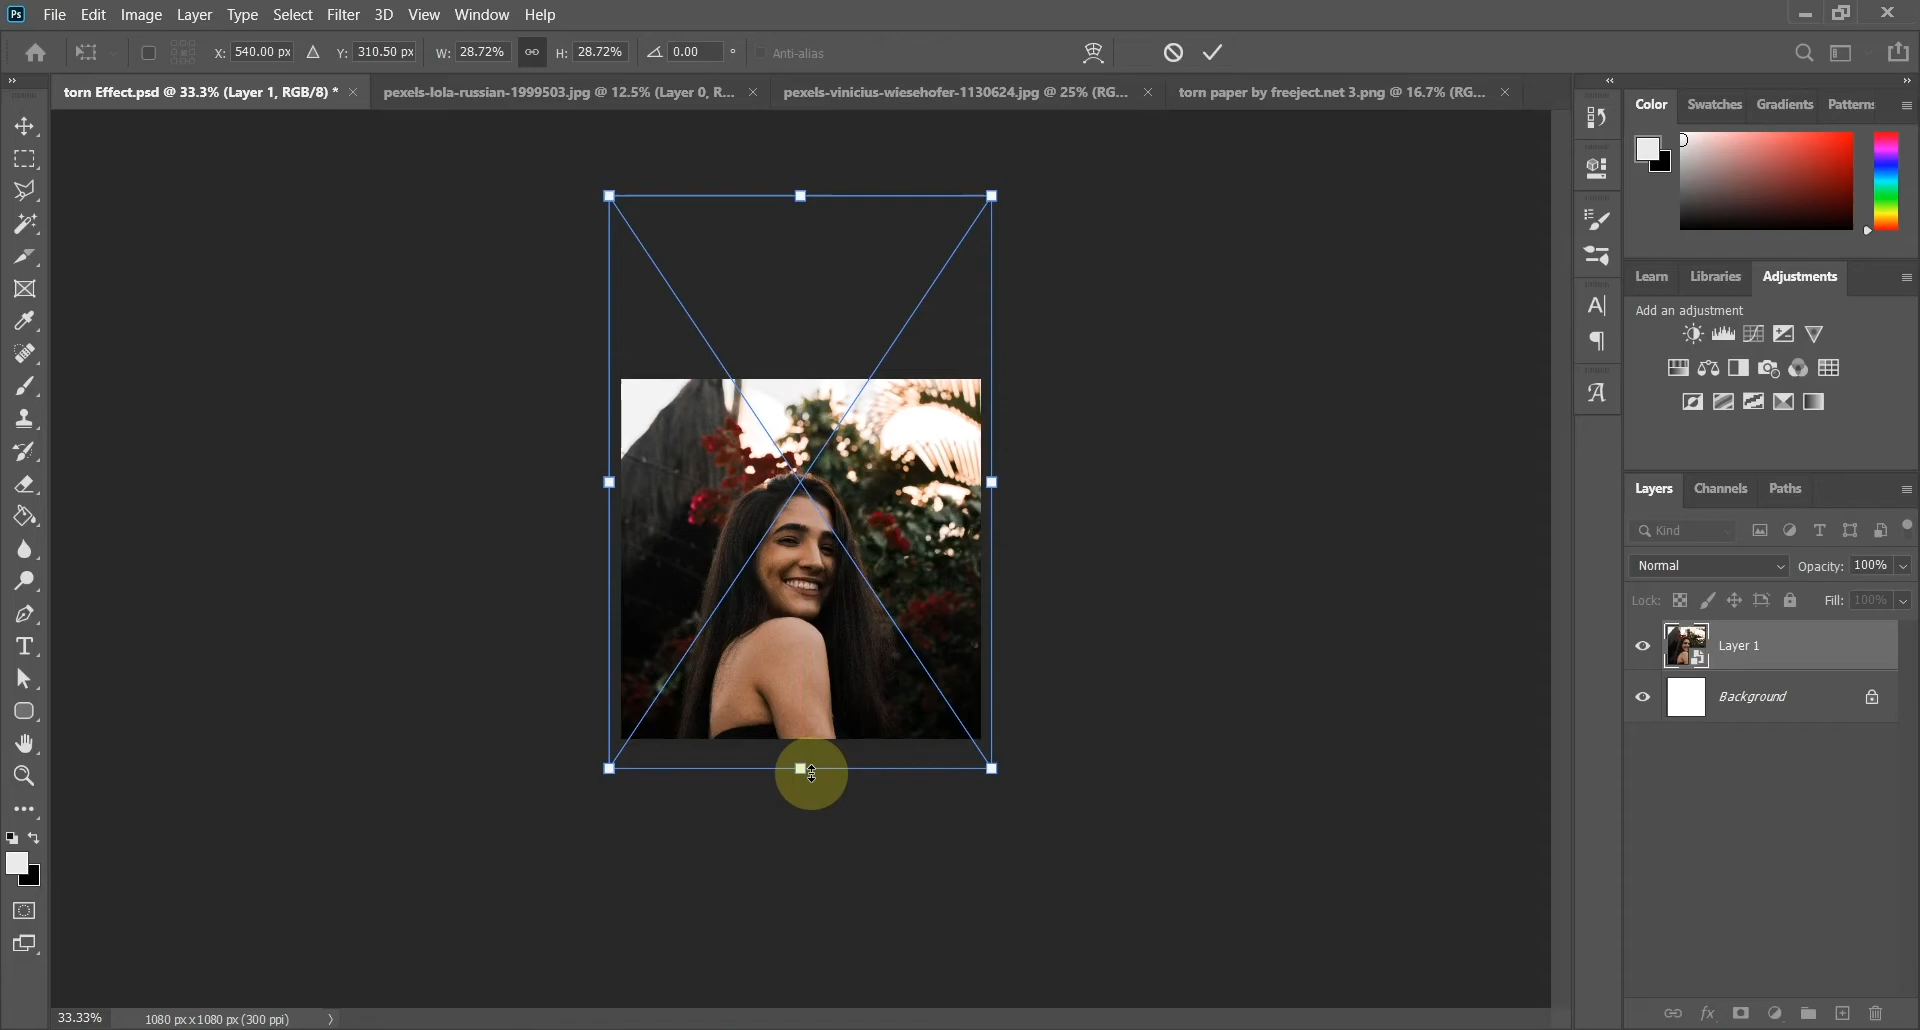 Ps File Edit Image Layer Type Select Filter 3D View Window Help
X: 540.00 px Y: 310.50 px W: 28.72% H: 28.72% 0.00 ° Anti-alias
torn Effect.psd @ 33.3% (Layer 1, RGB/8) * pexels-lola-russian-1999503.jpg @ 12.5% (Layer 0, R... pexels-vinicius-wiesehofer-1130624.jpg @ 25% (RG... torn paper by freeject.net 3.png @ 16.7% (RG...
Color Swatches Gradients Patterns
Learn Libraries Adjustments
Add an adjustment
Layers Channels Paths
Kind
Normal Opacity: 100%
Lock: Fill: 100%
Layer 1
Background
33.33% 1080 px x 1080 px (300 ppi)